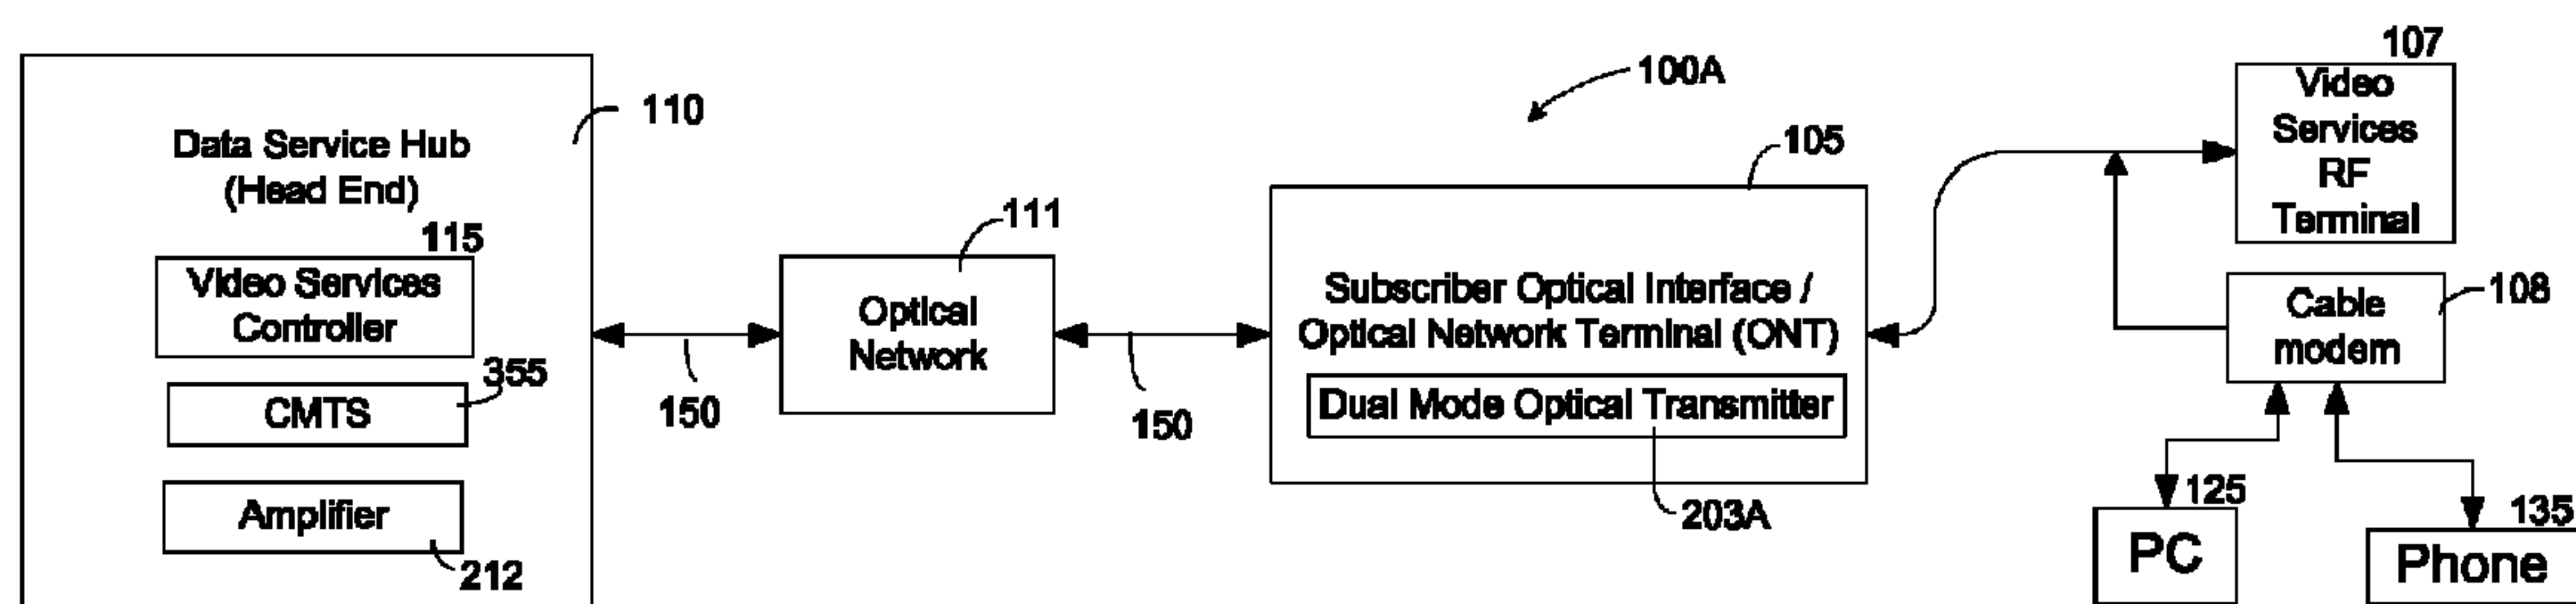 100A
110
Data Service Hub
(Head End)
115
Video Services
Controller
355
CMTS
Amplifier
212
150
111
Optical
Network
150
105
Subscriber Optical Interface /
Optical Network Terminal (ONT)
Dual Mode Optical Transmitter
203A
107
Video
Services
RF
Terminal
108
Cable
modem
125
PC
135
Phone